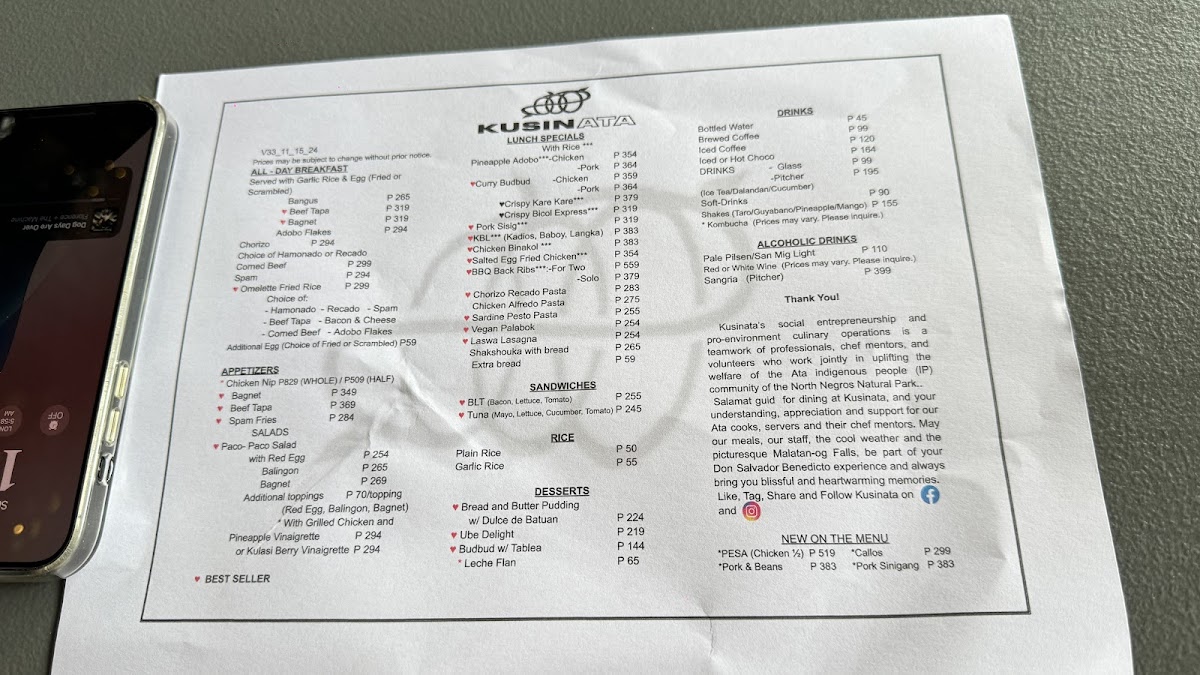 V33_11_15_24
Prices may be subject to change without prior notice.
ALL - DAY BREAKFAST
Served with Garlic Rice & Egg (Fried or
Scrambled)
Bangus P 265
♥ Beef Tapa P 319
♥ Bagnet P 319
Adobo Flakes P 294
Chorizo P 294
Choice of Hamonado or Recado
Corned Beef P 299
Spam P 294
♥ Omelette Fried Rice P 299
Choice of:
- Hamonado - Recado - Spam
- Beef Tapa - Bacon & Cheese
- Corned Beef - Adobo Flakes
Additional Egg (Choice of Fried or Scrambled) P59
APPETIZERS
* Chicken Nip P829 (WHOLE) / P509 (HALF)
♥ Bagnet P 349
♥ Beef Tapa P 369
♥ Spam Fries P 284
SALADS
♥ Paco- Paco Salad
with Red Egg P 254
Balingon P 265
Bagnet P 269
Additional toppings P 70/topping
(Red Egg, Balingon, Bagnet)
* With Grilled Chicken and
Pineapple Vinaigrette P 294
or Kulasi Berry Vinaigrette P 294
♥ BEST SELLER
KUSINATA
LUNCH SPECIALS
With Rice ***
Pineapple Adobo***-Chicken P 354
-Pork P 364
♥Curry Budbud -Chicken P 359
-Pork P 364
♥Crispy Kare Kare*** P 379
♥Crispy Bicol Express*** P 319
♥ Pork Sisig*** P 319
♥KBL*** (Kadios, Baboy, Langka) P 383
♥Chicken Binakol *** P 383
♥Salted Egg Fried Chicken*** P 354
♥BBQ Back Ribs***:-For Two P 559
-Solo P 379
♥ Chorizo Recado Pasta P 283
Chicken Alfredo Pasta P 275
♥ Sardine Pesto Pasta P 255
♥ Vegan Palabok P 254
♥ Laswa Lasagna P 254
Shakshouka with bread P 265
Extra bread P 59
SANDWICHES
♥ BLT (Bacon, Lettuce, Tomato) P 255
♥ Tuna (Mayo, Lettuce, Cucumber, Tomato) P 245
RICE
Plain Rice P 50
Garlic Rice P 55
DESSERTS
♥ Bread and Butter Pudding
w/ Dulce de Batuan P 224
♥ Ube Delight P 219
♥ Budbud w/ Tablea P 144
* Leche Flan P 65
DRINKS
Bottled Water P 45
Brewed Coffee P 99
Iced Coffee P 120
Iced or Hot Choco P 164
DRINKS - Glass P 99
-Pitcher P 195
(Ice Tea/Dalandan/Cucumber)
Soft-Drinks P 90
Shakes (Taro/Guyabano/Pineapple/Mango) P 155
* Kombucha (Prices may vary. Please inquire.)
ALCOHOLIC DRINKS
Pale Pilsen/San Mig Light P 110
Red or White Wine (Prices may vary. Please inquire.)
Sangria (Pitcher) P 399
Thank You!
Kusinata's social entrepreneurship and
pro-environment culinary operations is a
teamwork of professionals, chef mentors, and
volunteers who work jointly in uplifting the
welfare of the Ata indigenous people (IP)
community of the North Negros Natural Park..
Salamat guid for dining at Kusinata, and your
understanding, appreciation and support for our
Ata cooks, servers and their chef mentors. May
our meals, our staff, the cool weather and the
picturesque Malatan-og Falls, be part of your
Don Salvador Benedicto experience and always
bring you blissful and heartwarming memories.
Like, Tag, Share and Follow Kusinata on
and
NEW ON THE MENU
*PESA (Chicken ½) P 519 *Callos P 299
*Pork & Beans P 383 *Pork Sinigang P 383
Dog Days Are Over
Florence + The Machine
OFF